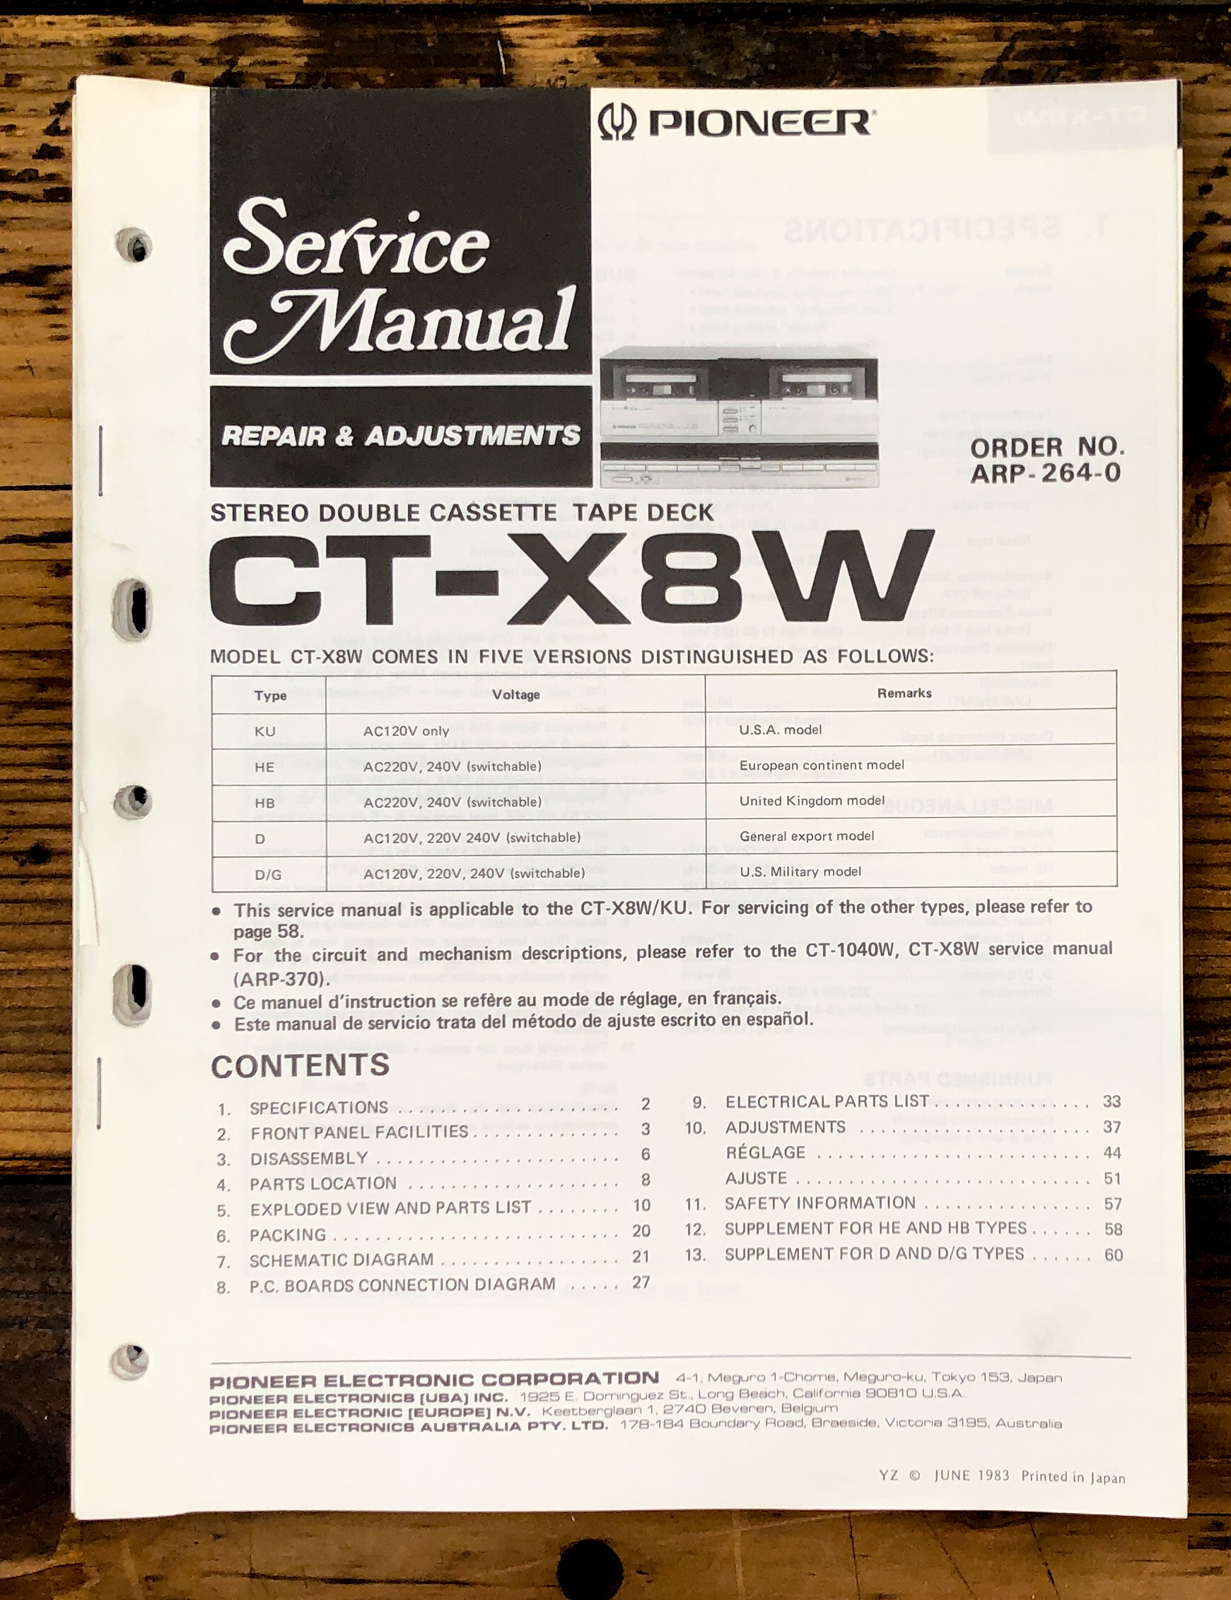 PIONEER
Service
Manual
REPAIR & ADJUSTMENTS
ORDER NO.
ARP-264-0
STEREO DOUBLE CASSETTE TAPE DECK
CT-X8W
MODEL CT-X8W COMES IN FIVE VERSIONS DISTINGUISHED AS FOLLOWS:
Type Voltage Remarks
KU AC120V only U.S.A. model
HE AC220V, 240V (switchable) European continent model
HB AC220V, 240V (switchable) United Kingdom model
D AC120V, 220V 240V (switchable) General export model
D/G AC120V, 220V, 240V (switchable) U.S. Military model
● This service manual is applicable to the CT-X8W/KU. For servicing of the other types, please refer to
page 58.
● For the circuit and mechanism descriptions, please refer to the CT-1040W, CT-X8W service manual
(ARP-370).
● Ce manuel d'instruction se refère au mode de réglage, en français.
● Este manual de servicio trata del método de ajuste escrito en español.
CONTENTS
1. SPECIFICATIONS . . . . . . . . . . . . . . . . . . . . . . 2
2. FRONT PANEL FACILITIES . . . . . . . . . . . . . . 3
3. DISASSEMBLY . . . . . . . . . . . . . . . . . . . . . . . . 6
4. PARTS LOCATION . . . . . . . . . . . . . . . . . . . . . 8
5. EXPLODED VIEW AND PARTS LIST . . . . . . . . 10
6. PACKING . . . . . . . . . . . . . . . . . . . . . . . . . . . . 20
7. SCHEMATIC DIAGRAM . . . . . . . . . . . . . . . . . 21
8. P.C. BOARDS CONNECTION DIAGRAM . . . . . 27
9. ELECTRICAL PARTS LIST . . . . . . . . . . . . . . . 33
10. ADJUSTMENTS . . . . . . . . . . . . . . . . . . . . . . . 37
RÉGLAGE . . . . . . . . . . . . . . . . . . . . . . . . . . 44
AJUSTE . . . . . . . . . . . . . . . . . . . . . . . . . . . . 51
11. SAFETY INFORMATION . . . . . . . . . . . . . . . . 57
12. SUPPLEMENT FOR HE AND HB TYPES . . . . . . 58
13. SUPPLEMENT FOR D AND D/G TYPES . . . . . . 60
PIONEER ELECTRONIC CORPORATION 4-1, Meguro 1-Chome, Meguro-ku, Tokyo 153, Japan
PIONEER ELECTRONICS [USA] INC. 1925 E. Dominguez St., Long Beach, California 90810 U.S.A.
PIONEER ELECTRONIC [EUROPE] N.V. Keetberglaan 1, 2740 Beveren, Belgium
PIONEER ELECTRONICS AUSTRALIA PTY. LTD. 178-184 Boundary Road, Braeside, Victoria 3195, Australia
YZ © JUNE 1983 Printed in Japan